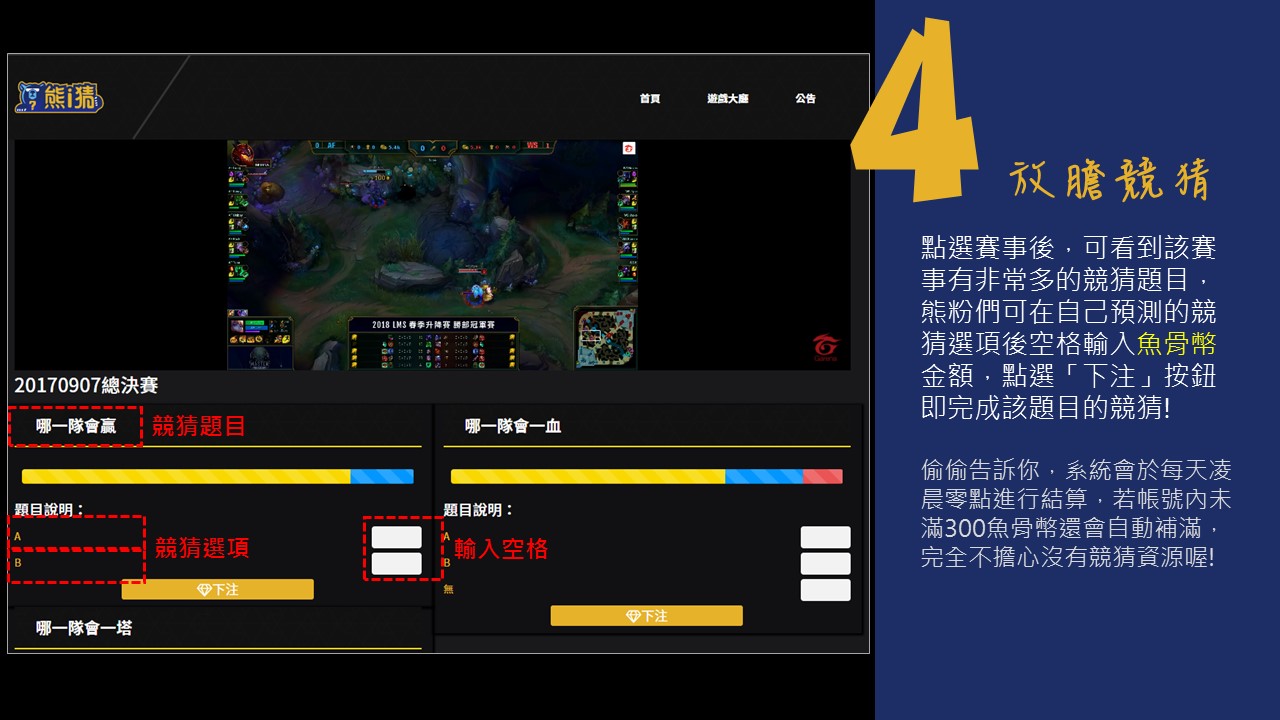 熊i猜
首頁
遊戲大廳
公告
0 AF
0
0
WS 1
2018 LMS 春季升降賽 勝部冠軍賽
Garena
20170907總決賽
哪一隊會贏
競猜題目
題目說明：
A
競猜選項
B
下注
哪一隊會一塔
哪一隊會一血
題目說明：
A
輸入空格
B
無
下注
4
放膽競猜
點選賽事後，可看到該賽
事有非常多的競猜題目，
熊粉們可在自己預測的競
猜選項後空格輸入魚骨幣
金額，點選「下注」按鈕
即完成該題目的競猜!
偷偷告訴你，系統會於每天凌
晨零點進行結算，若帳號內未
滿300魚骨幣還會自動補滿，
完全不擔心沒有競猜資源喔!